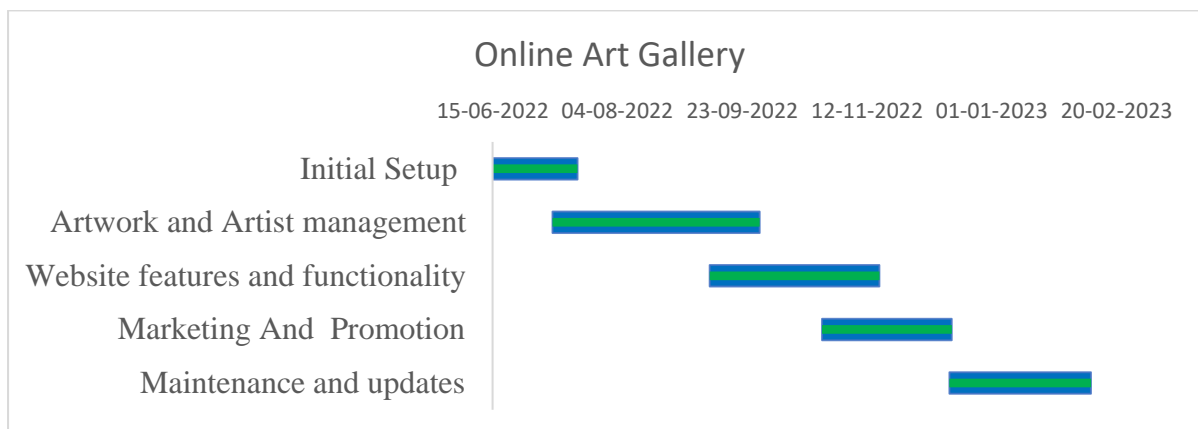 Online Art Gallery
15-06-2022 04-08-2022 23-09-2022 12-11-2022 01-01-2023 20-02-2023
Initial Setup
Artwork and Artist management
Website features and functionality
Marketing And Promotion
Maintenance and updates